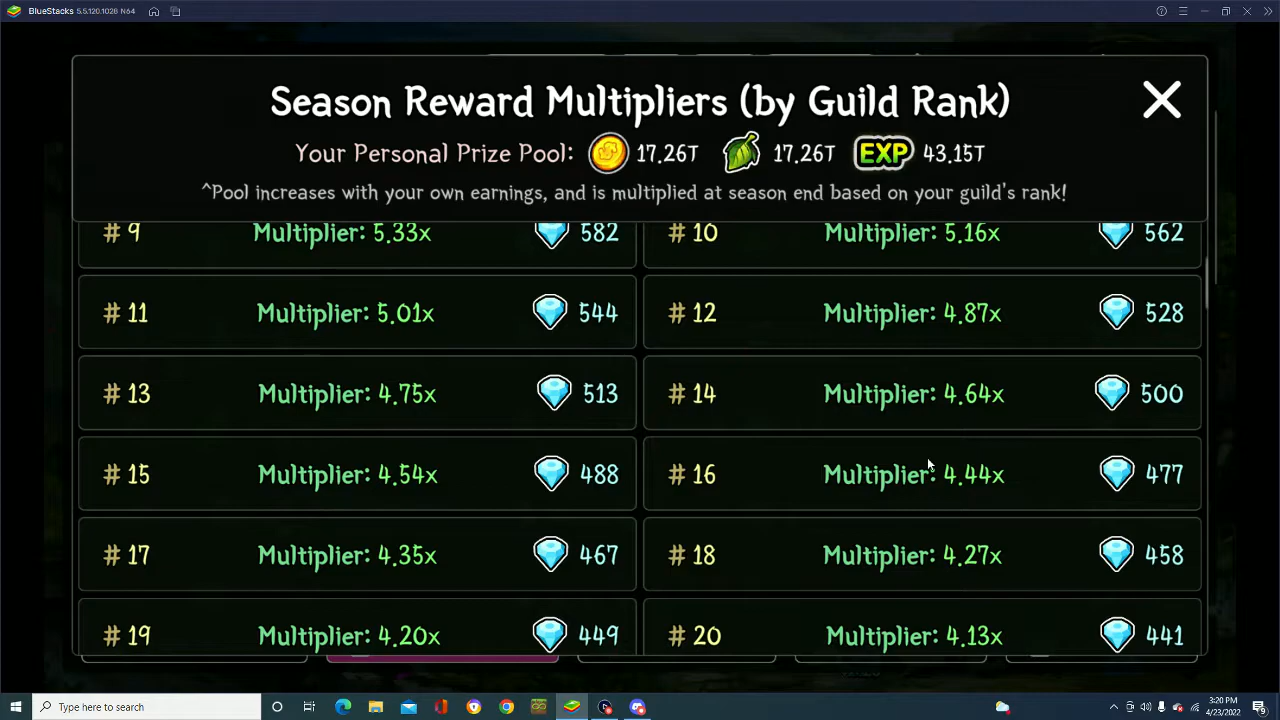 BlueStacks 5.5.120.1028 N64
Season Reward Multipliers (by Guild Rank)
Your Personal Prize Pool: 17.26T 17.26T EXP 43.15T
^Pool increases with your own earnings, and is multiplied at season end based on your guild's rank!
# 9 Multiplier: 5.33x 582 # 10 Multiplier: 5.16x 562
# 11 Multiplier: 5.01x 544 # 12 Multiplier: 4.87x 528
# 13 Multiplier: 4.75x 513 # 14 Multiplier: 4.64x 500
# 15 Multiplier: 4.54x 488 # 16 Multiplier: 4.44x 477
# 17 Multiplier: 4.35x 467 # 18 Multiplier: 4.27x 458
# 19 Multiplier: 4.20x 449 # 20 Multiplier: 4.13x 441
Type here to search
3:20 PM
4/23/2022